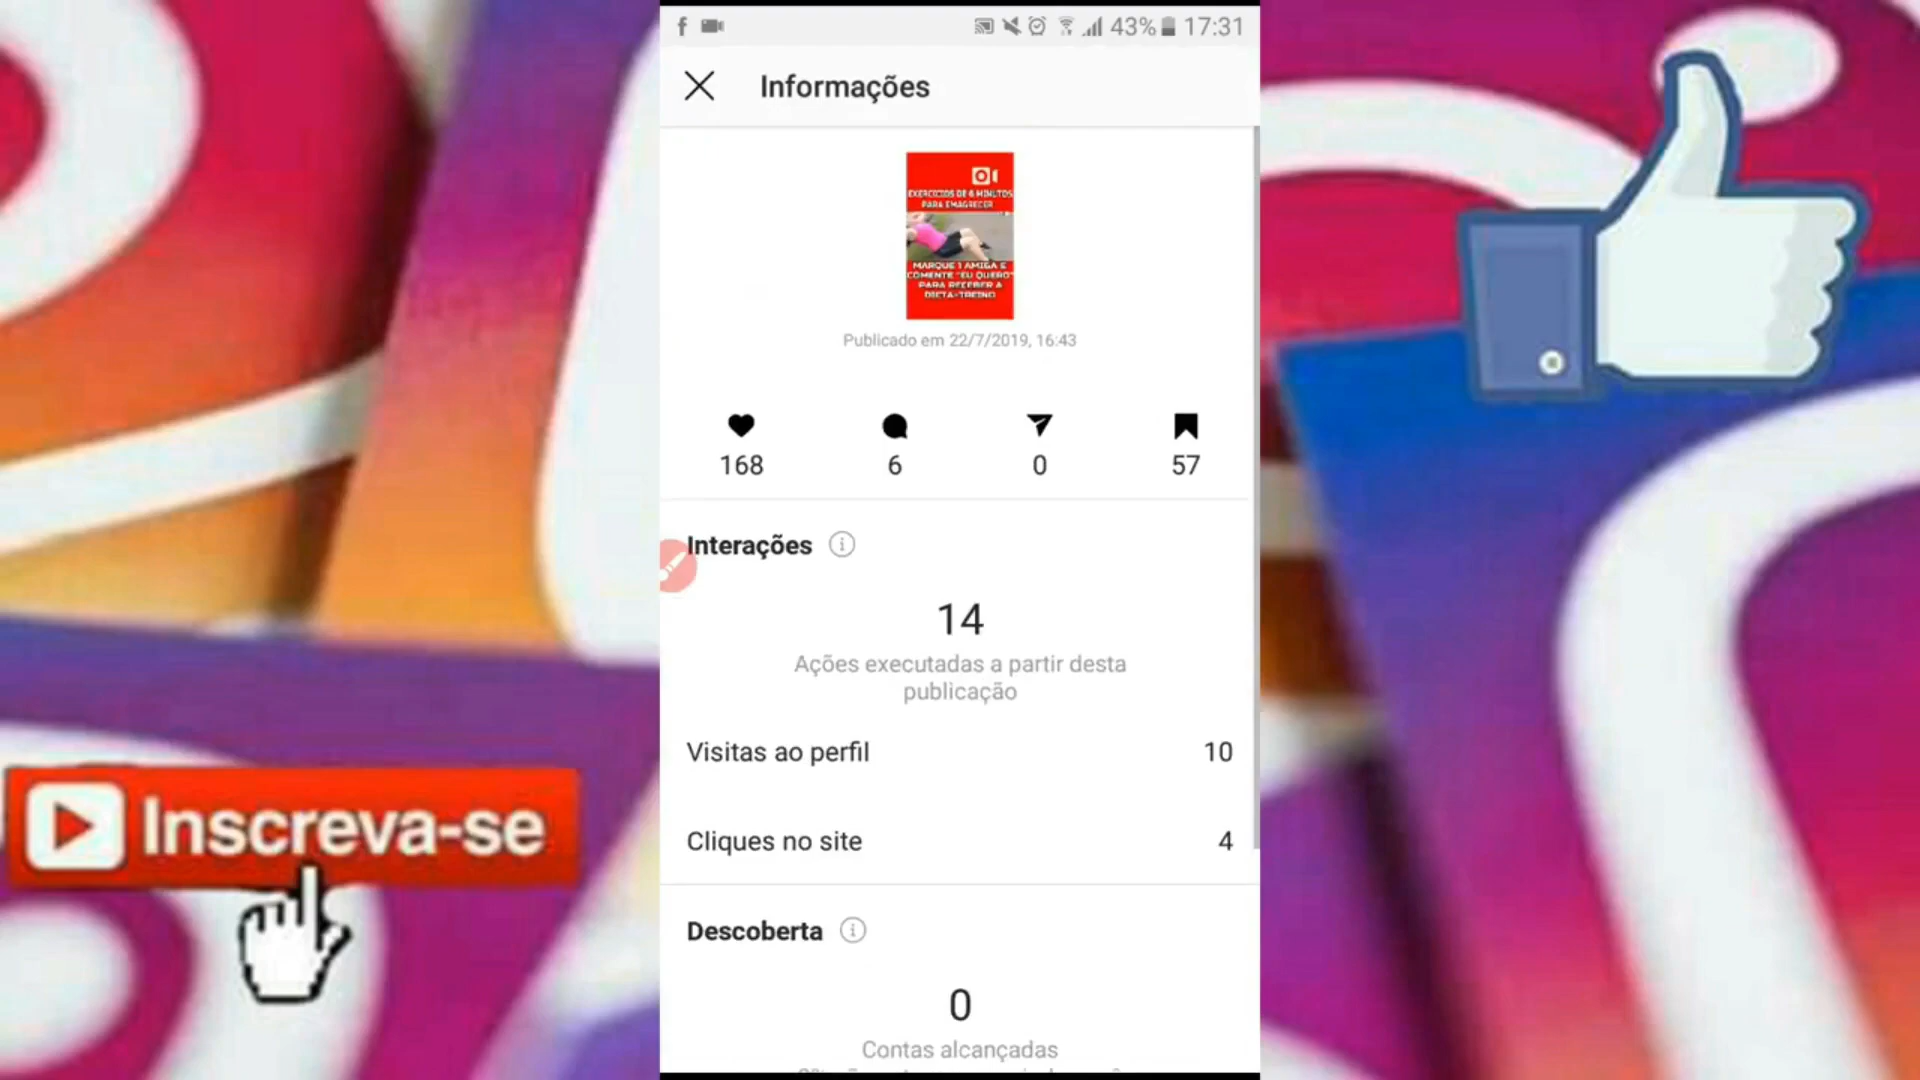 43% 17:31
Informações
EXERCÍCIOS DE 6 MINUTOS
PARA EMAGRECER
MARQUE 1 AMIGA E
COMENTE "EU QUERO"
PARA RECEBER A
DIETA+TREINO
Publicado em 22/7/2019, 16:43
168 6 0 57
Interações
14
Ações executadas a partir desta
publicação
Visitas ao perfil 10
Cliques no site 4
Descoberta
0
Contas alcançadas
Inscreva-se